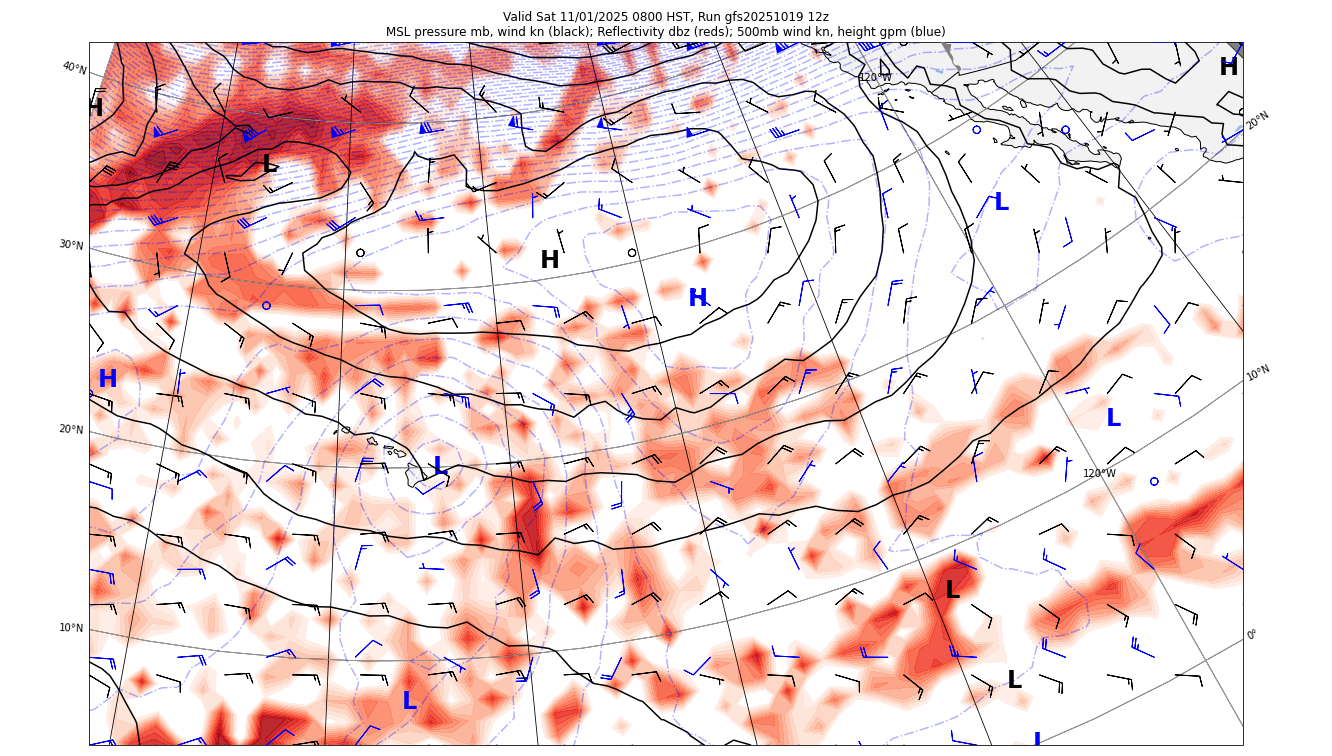 Valid Sat 11/01/2025 0800 HST, Run gfs20251019 12z
MSL pressure mb, wind kn (black); Reflectivity dbz (reds); 500mb wind kn, height gpm (blue)
40°N
120°W
H
H
20°N
L
L
30°N
H
H
H
10°N
L
20°N
L
120°W
L
10°N
0°
L
L
L